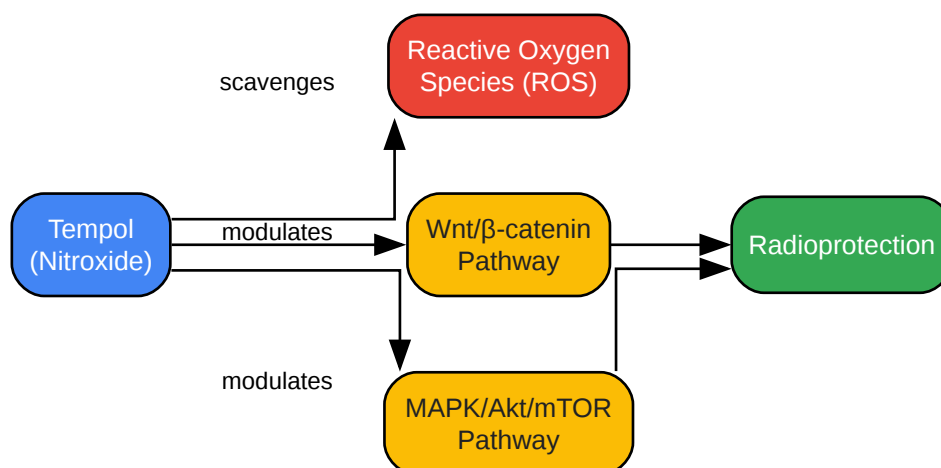 Reactive Oxygen
Species (ROS)
scavenges
Tempol
(Nitroxide)
modulates
Wnt/β-catenin
Pathway
Radioprotection
modulates
MAPK/Akt/mTOR
Pathway